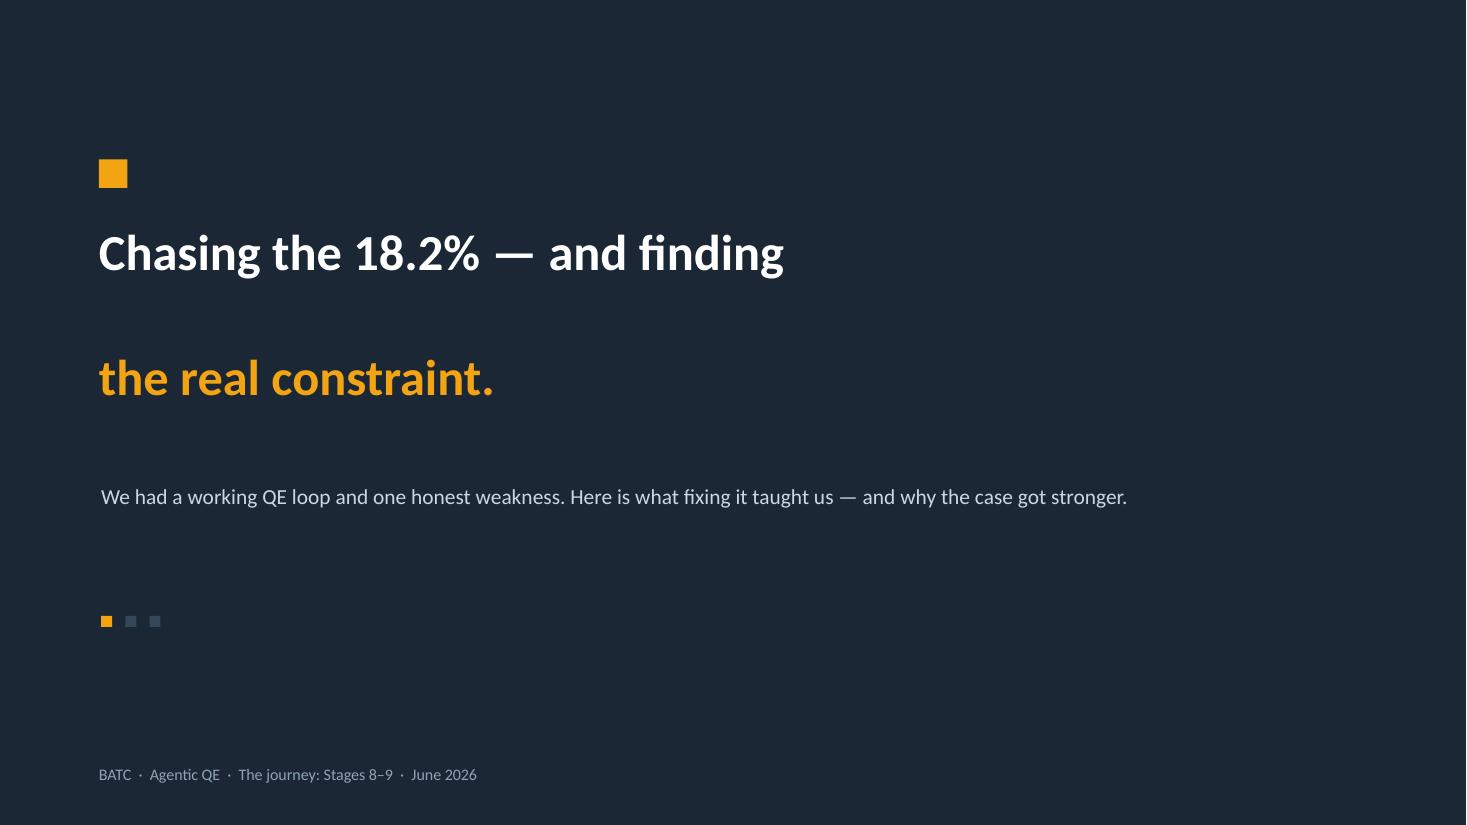 Chasing the 18.2% — and finding
the real constraint.
We had a working QE loop and one honest weakness. Here is what fixing it taught us — and why the case got stronger.
BATC · Agentic QE · The journey: Stages 8–9 · June 2026